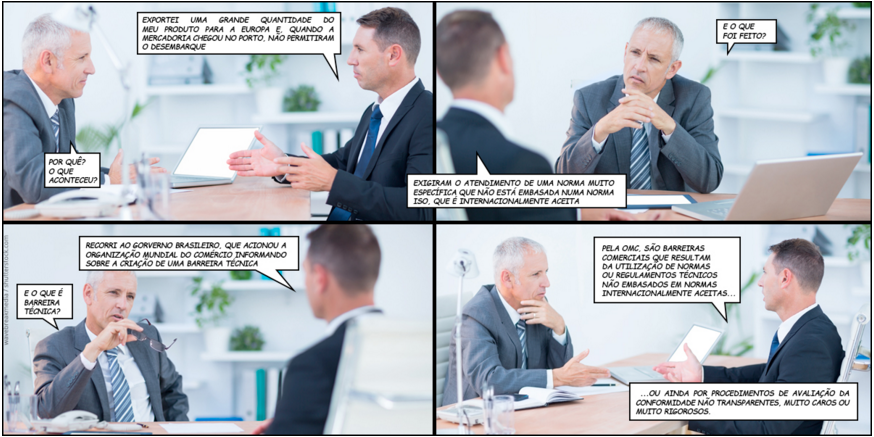 EXPORTEI UMA GRANDE QUANTIDADE DO
MEU PRODUTO PARA A EUROPA E, QUANDO A
MERCADORIA CHEGOU NO PORTO, NÃO PERMITIRAM
O DESEMBARQUE
POR QUÊ?
O QUE
ACONTECEU?
E O QUE
FOI FEITO?
EXIGIRAM O ATENDIMENTO DE UMA NORMA MUITO
ESPECÍFICA QUE NÃO ESTÁ EMBASADA NUMA NORMA
ISO, QUE É INTERNACIONALMENTE ACEITA
RECORRI AO GORVERNO BRASILEIRO, QUE ACIONOU A
ORGANIZAÇÃO MUNDIAL DO COMÉRCIO INFORMANDO
SOBRE A CRIAÇÃO DE UMA BARREIRA TÉCNICA
E O QUE É
BARREIRA
TÉCNICA?
PELA OMC, SÃO BARREIRAS
COMERCIAIS QUE RESULTAM
DA UTILIZAÇÃO DE NORMAS
OU REGULAMENTOS TÉCNICOS
NÃO EMBASADOS EM NORMAS
INTERNACIONALMENTE ACEITAS...
...OU AINDA POR PROCEDIMENTOS DE AVALIAÇÃO DA
CONFORMIDADE NÃO TRANSPARENTES, MUITO CAROS OU
MUITO RIGOROSOS.
wavebreakmedia / shutterstock.com